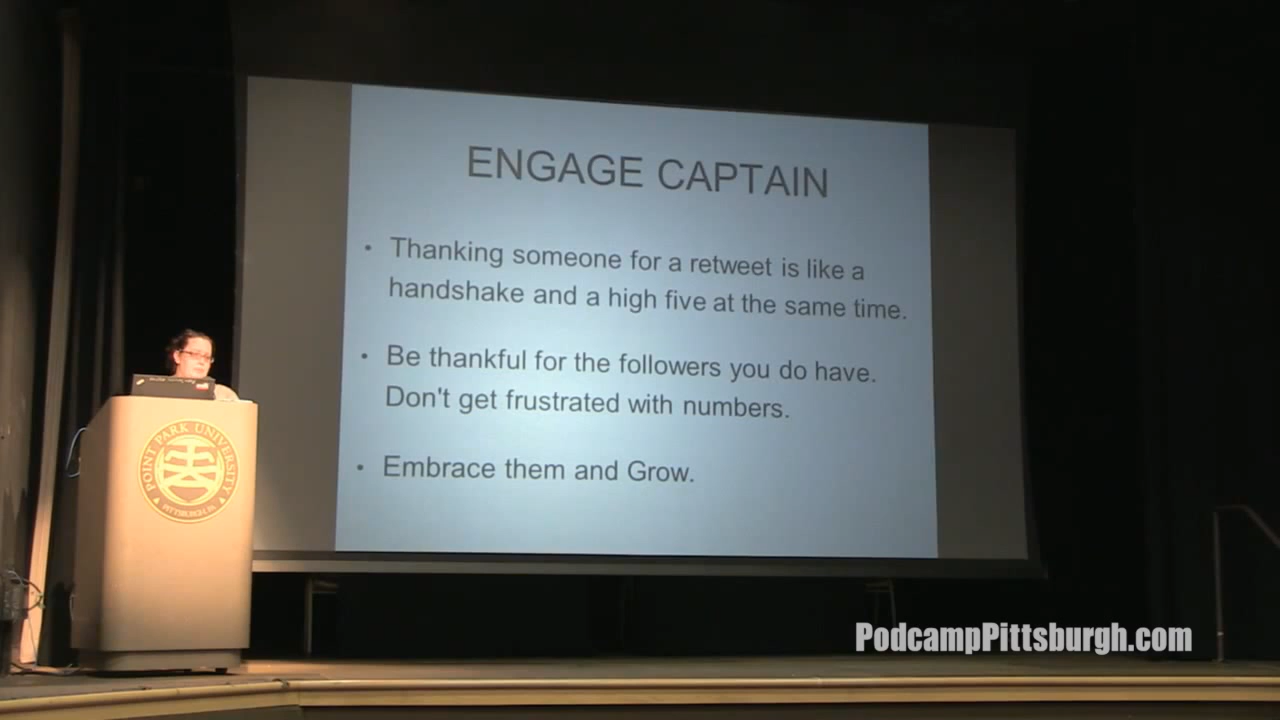 ENGAGE CAPTAIN
• Thanking someone for a retweet is like a
handshake and a high five at the same time.
• Be thankful for the followers you do have.
Don't get frustrated with numbers.
• Embrace them and Grow.
POINT PARK UNIVERSITY
PITTSBURGH, PA
PodcampPittsburgh.com